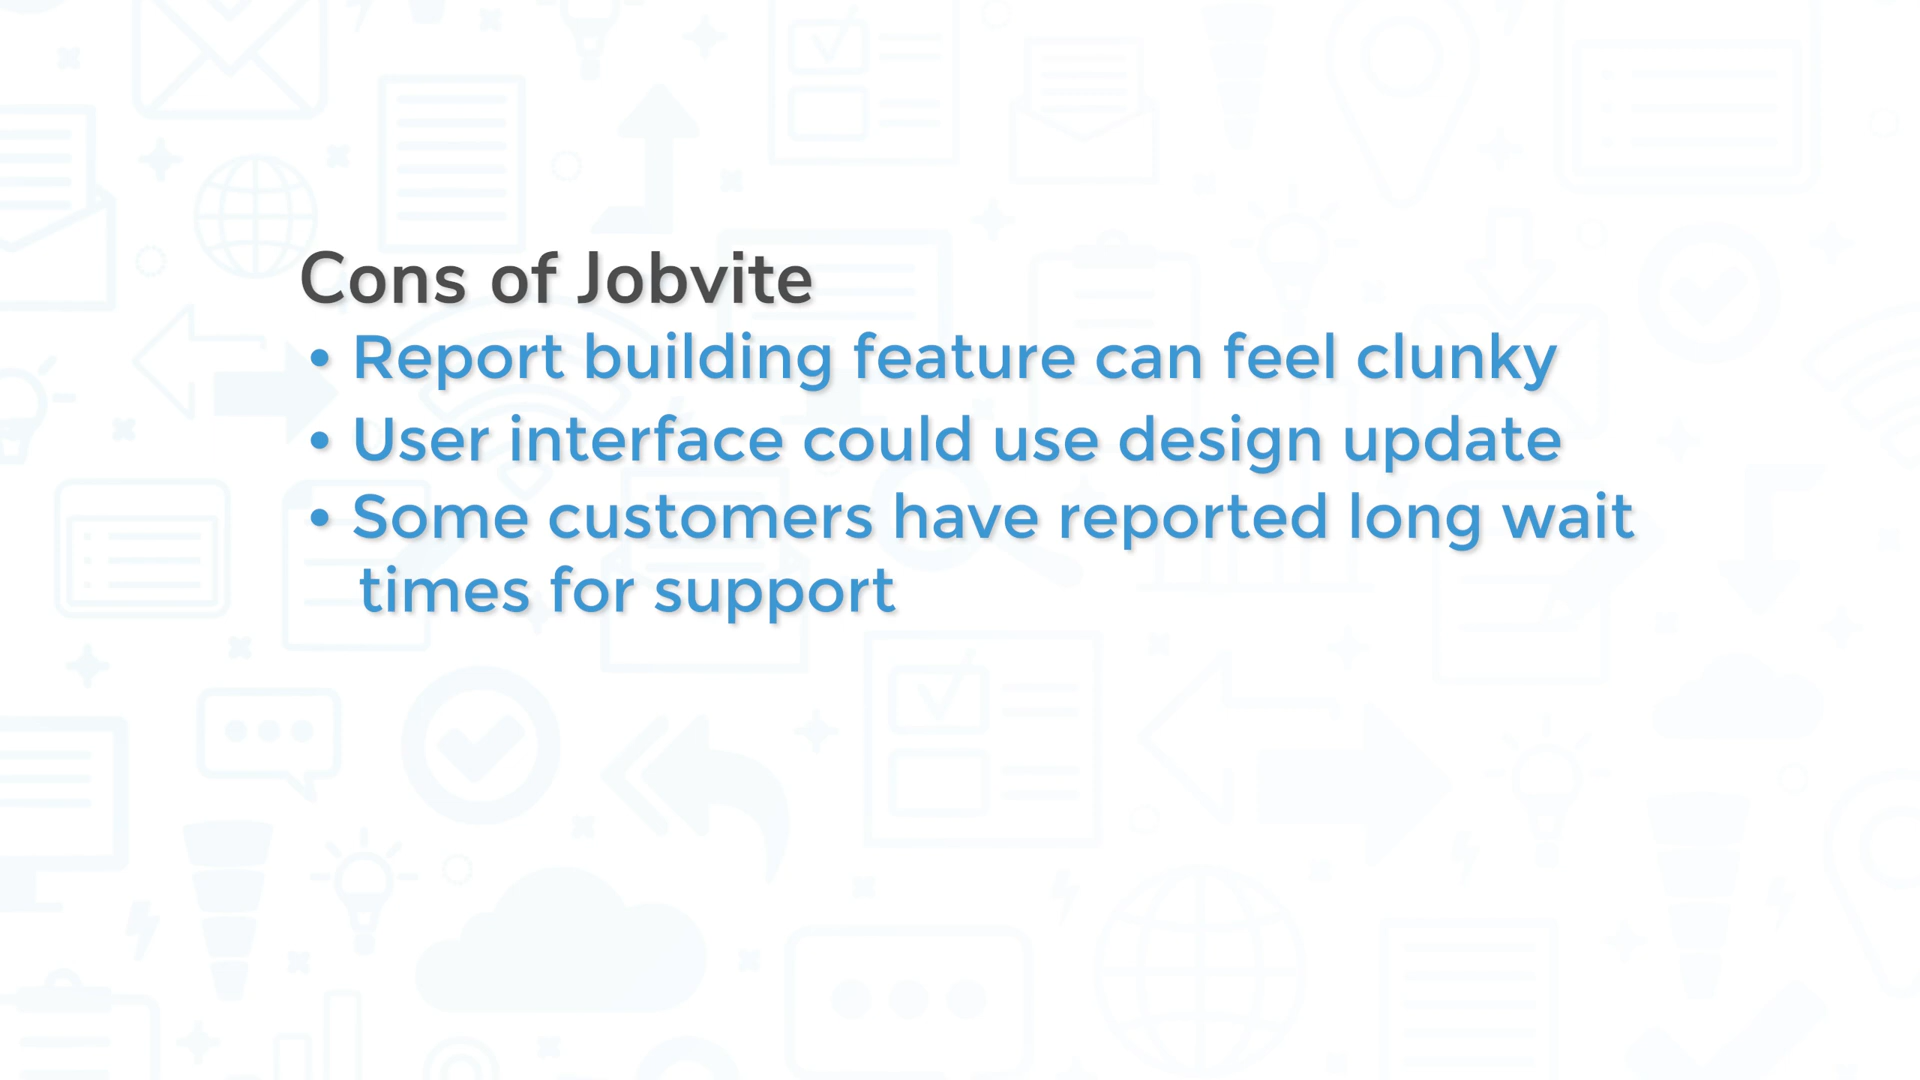 Cons of Jobvite
• Report building feature can feel clunky
• User interface could use design update
• Some customers have reported long wait
times for support